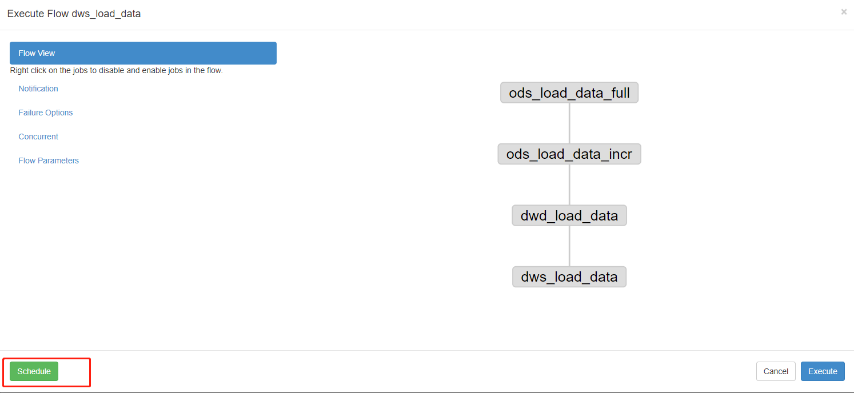 Execute Flow dws_load_data
×
Flow View
Right click on the jobs to disable and enable jobs in the flow.
Notification
Failure Options
Concurrent
Flow Parameters
ods_load_data_full
ods_load_data_incr
dwd_load_data
dws_load_data
Schedule
Cancel
Execute